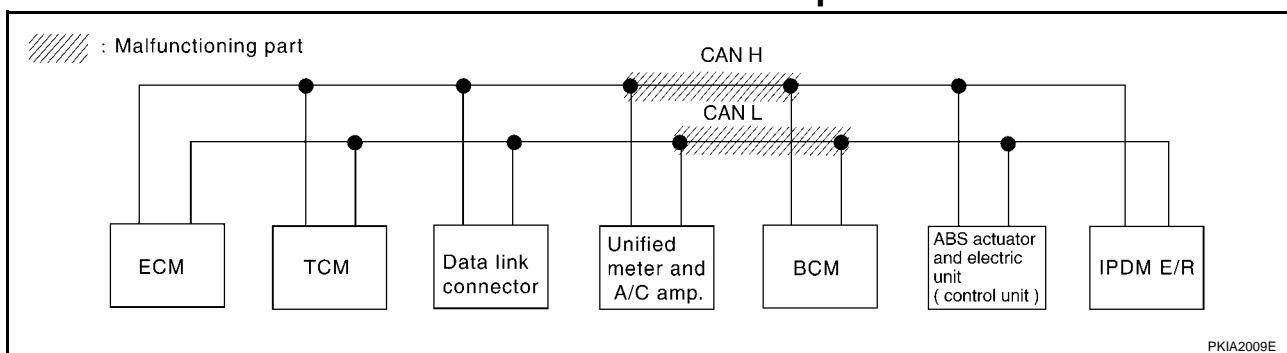 : Malfunctioning part
CAN H
CAN L
ECM
TCM
Data link
connector
Unified
meter and
A/C amp.
BCM
ABS actuator
and electric
unit
( control unit )
IPDM E/R
PKIA2009E